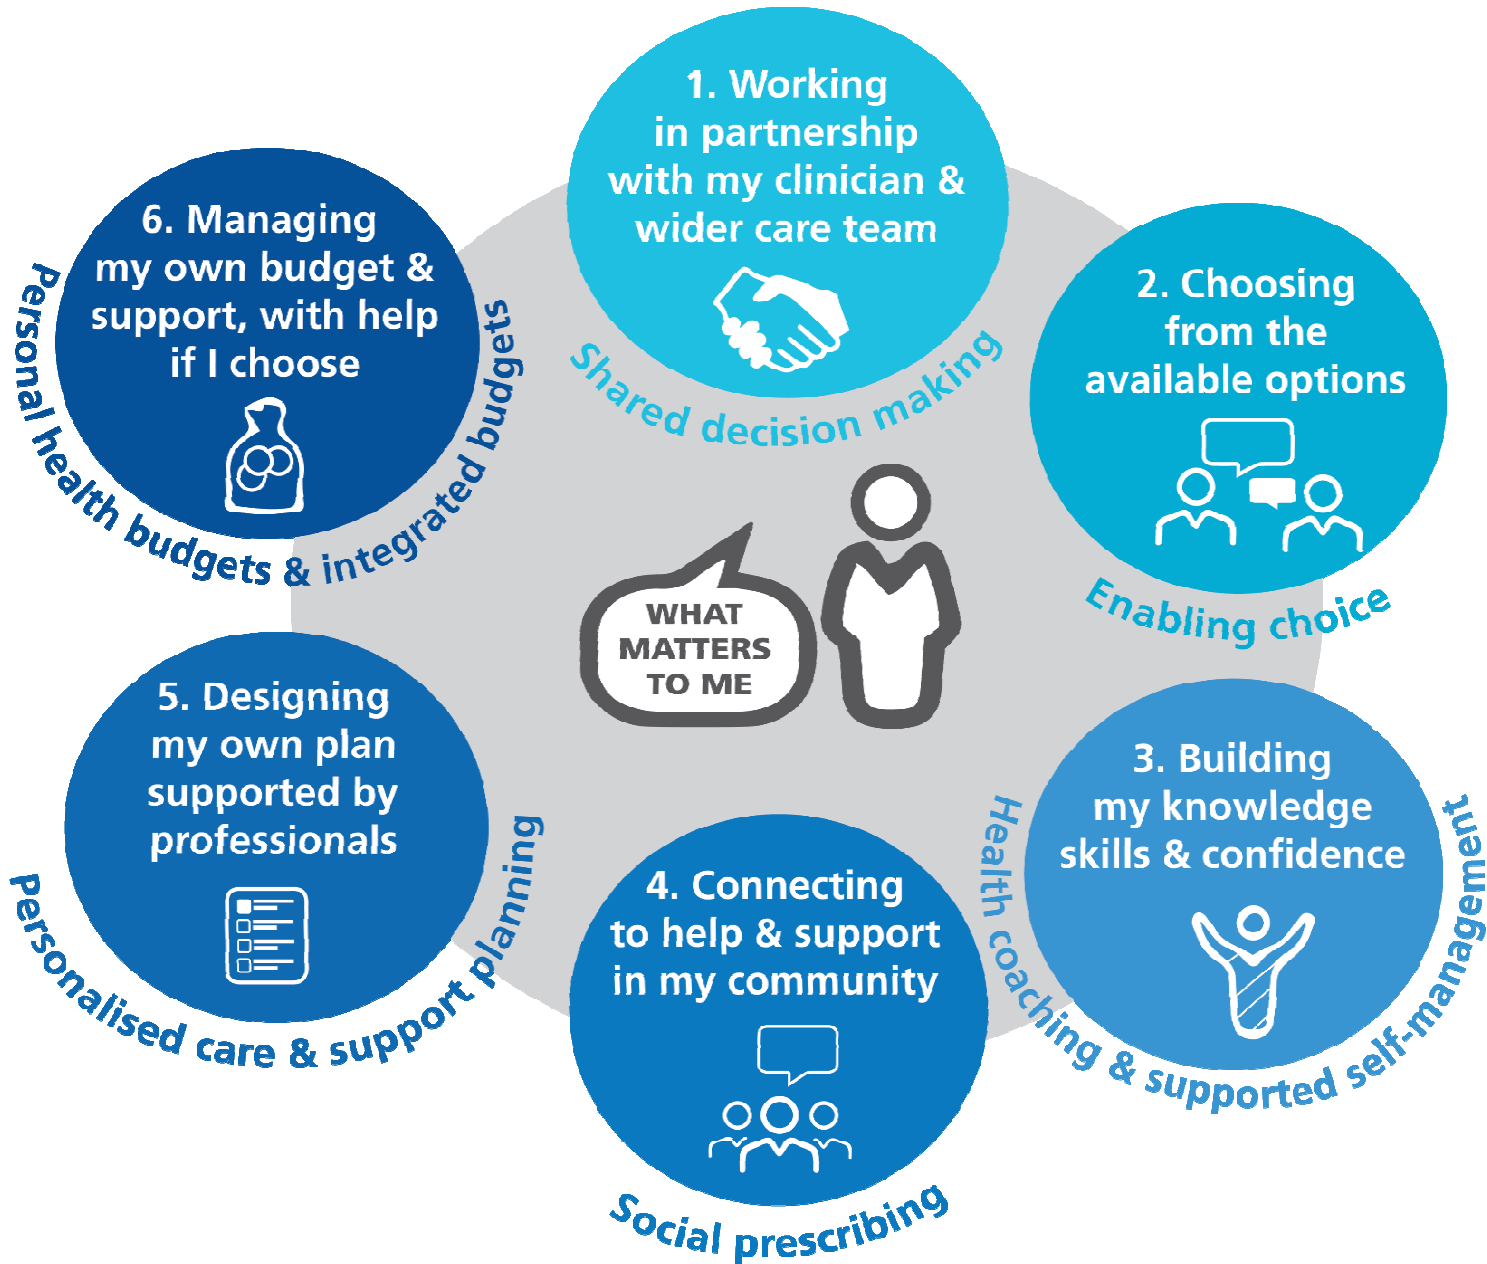 1. Working
in partnership
with my clinician &
wider care team
Shared decision making
2. Choosing
from the
available options
Enabling choice
3. Building
my knowledge
skills & confidence
Health coaching & supported self-management
4. Connecting
to help & support
in my community
Social prescribing
5. Designing
my own plan
supported by
professionals
Personalised care & support planning
6. Managing
my own budget &
support, with help
if I choose
Personal health budgets & integrated budgets
WHAT
MATTERS
TO ME